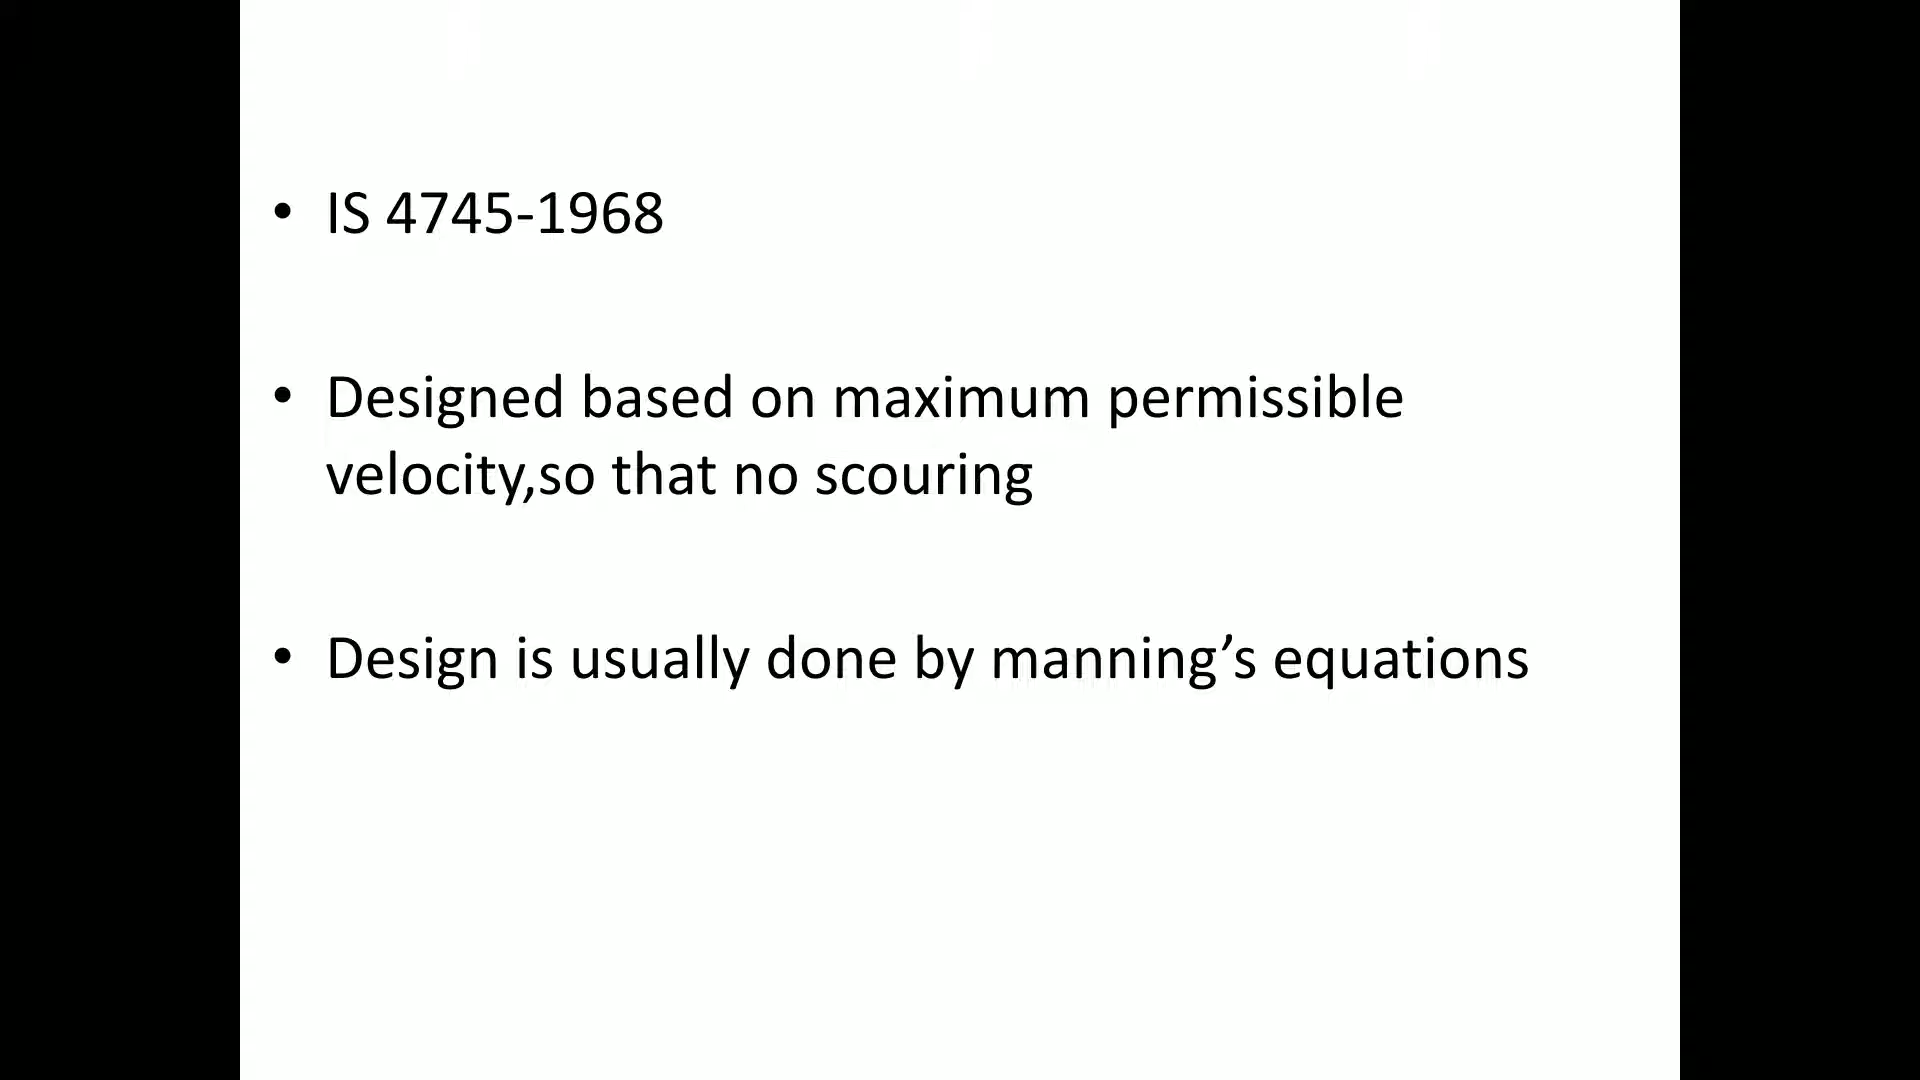 • IS 4745-1968
• Designed based on maximum permissible
velocity,so that no scouring
• Design is usually done by manning’s equations